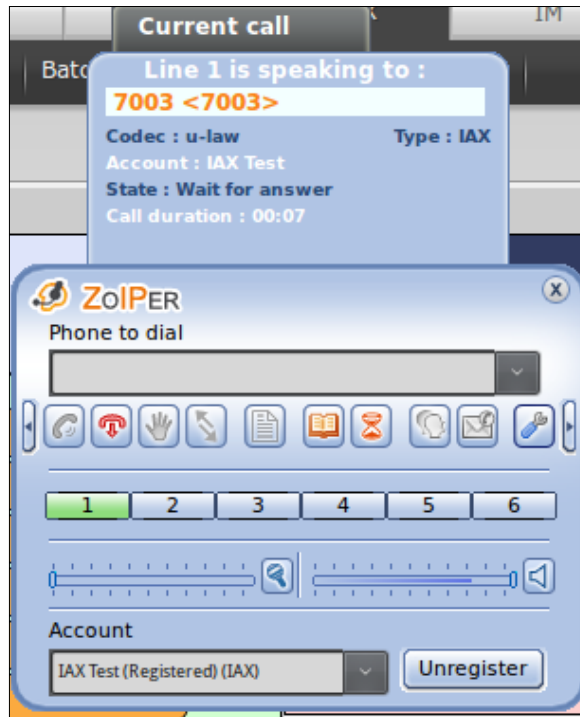 Current call
IM
Batc
Line 1 is speaking to :
7003 <7003>
Codec : u-law Type : IAX
Account : IAX Test
State : Wait for answer
Call duration : 00:07
ZOIPER
Phone to dial
1 2 3 4 5 6
Account
IAX Test (Registered) (IAX) Unregister